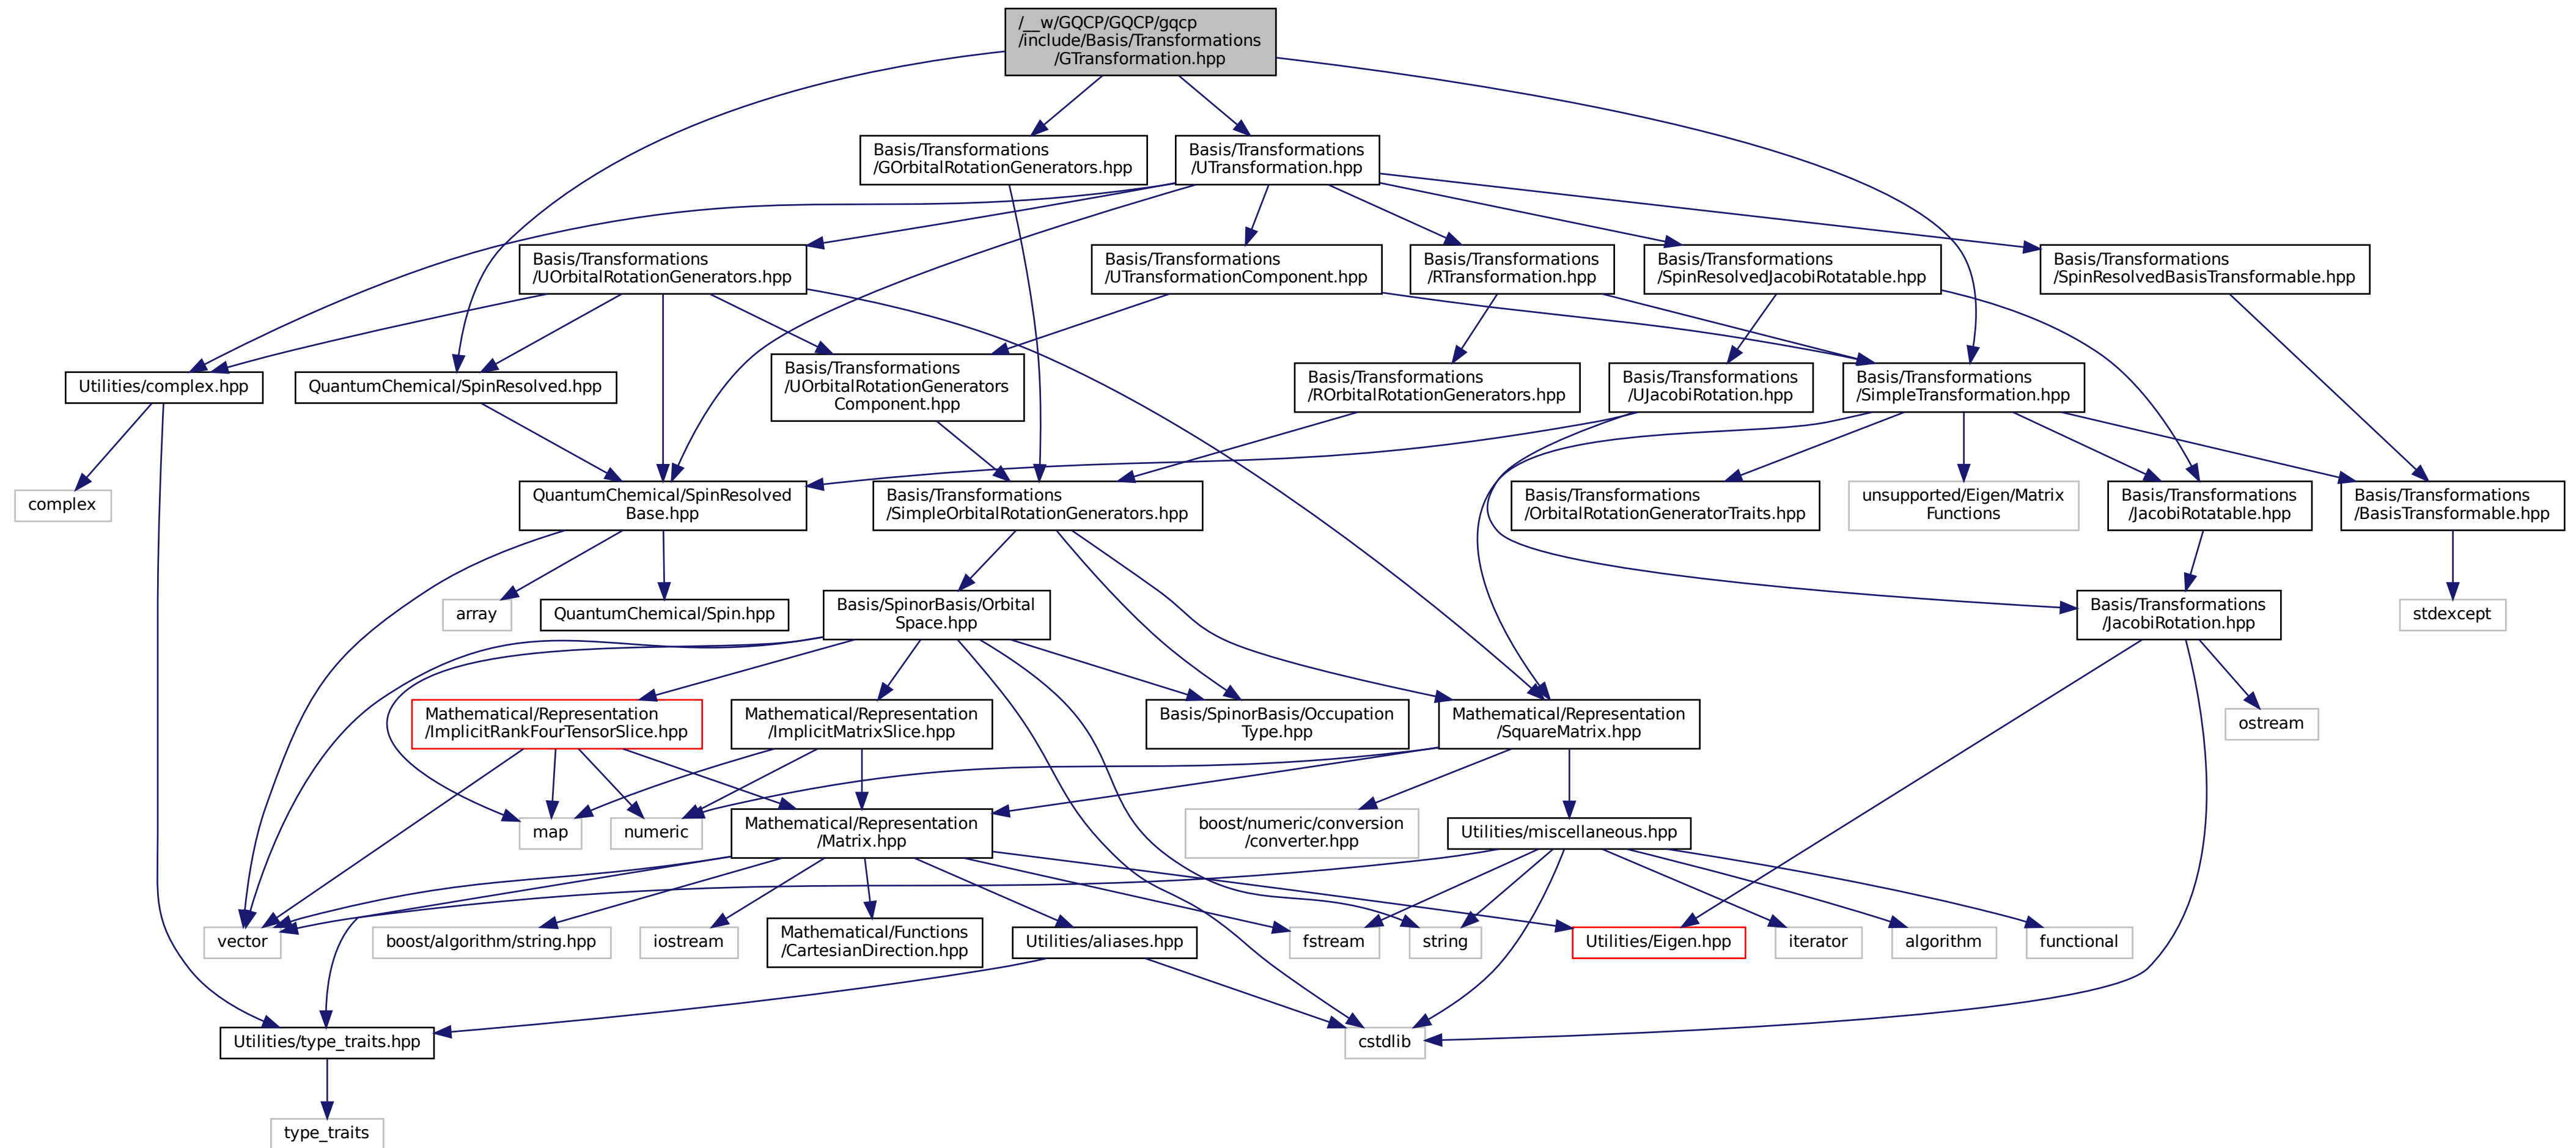 /__w/GQCP/GQCP/gqcp
/include/Basis/Transformations
/GTransformation.hpp
Basis/Transformations
/GOrbitalRotationGenerators.hpp
Basis/Transformations
/UTransformation.hpp
Basis/Transformations
/UOrbitalRotationGenerators.hpp
Basis/Transformations
/UTransformationComponent.hpp
Basis/Transformations
/RTransformation.hpp
Basis/Transformations
/SpinResolvedJacobiRotatable.hpp
Basis/Transformations
/SpinResolvedBasisTransformable.hpp
Utilities/complex.hpp
QuantumChemical/SpinResolved.hpp
Basis/Transformations
/UOrbitalRotationGenerators
Component.hpp
Basis/Transformations
/ROrbitalRotationGenerators.hpp
Basis/Transformations
/UJacobiRotation.hpp
Basis/Transformations
/SimpleTransformation.hpp
complex
QuantumChemical/SpinResolved
Base.hpp
Basis/Transformations
/SimpleOrbitalRotationGenerators.hpp
Basis/Transformations
/OrbitalRotationGeneratorTraits.hpp
unsupported/Eigen/Matrix
Functions
Basis/Transformations
/JacobiRotatable.hpp
Basis/Transformations
/BasisTransformable.hpp
array
QuantumChemical/Spin.hpp
Basis/SpinorBasis/Orbital
Space.hpp
Basis/Transformations
/JacobiRotation.hpp
stdexcept
Mathematical/Representation
/ImplicitRankFourTensorSlice.hpp
Mathematical/Representation
/ImplicitMatrixSlice.hpp
Basis/SpinorBasis/Occupation
Type.hpp
Mathematical/Representation
/SquareMatrix.hpp
ostream
map
numeric
Mathematical/Representation
/Matrix.hpp
boost/numeric/conversion
/converter.hpp
Utilities/miscellaneous.hpp
vector
boost/algorithm/string.hpp
iostream
Mathematical/Functions
/CartesianDirection.hpp
Utilities/aliases.hpp
fstream
string
Utilities/Eigen.hpp
iterator
algorithm
functional
Utilities/type_traits.hpp
cstdlib
type_traits